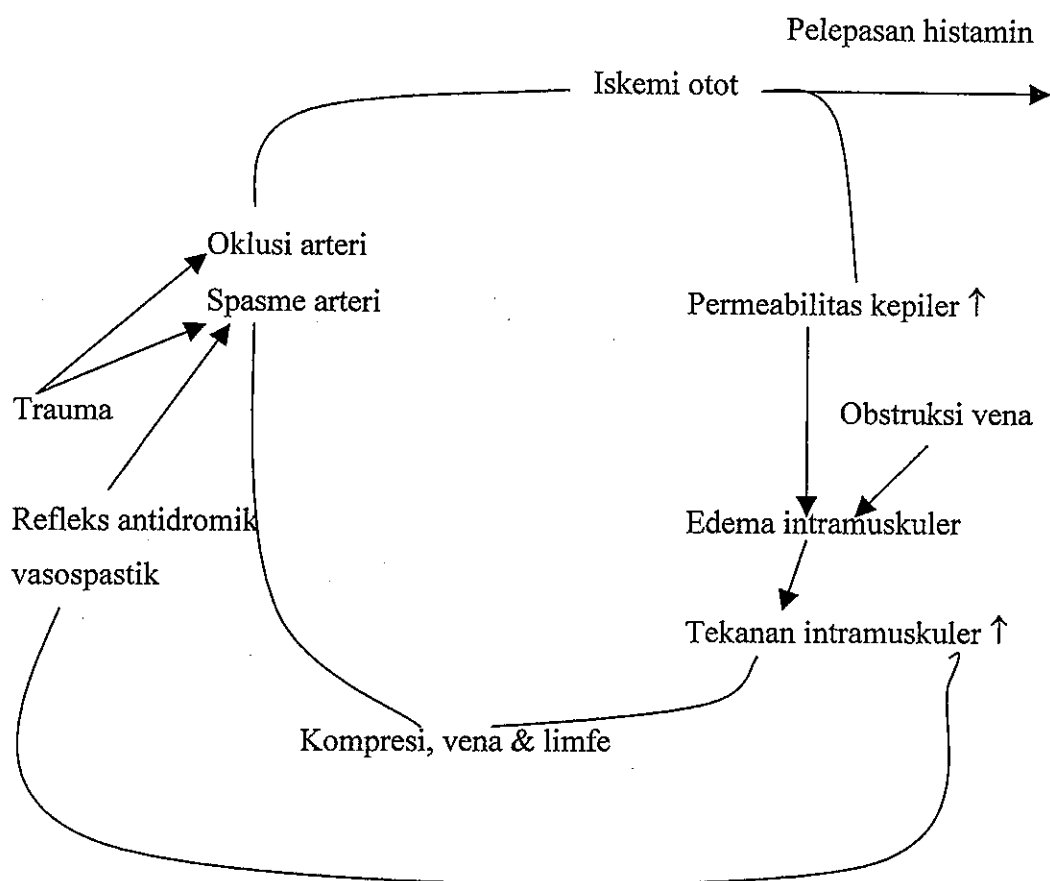 Pelepasan histamin
Iskemi otot
Oklusi arteri
Spasme arteri
Permeabilitas kepiler ↑
Trauma
Obstruksi vena
Refleks antidromik
vasospastik
Edema intramuskuler
Tekanan intramuskuler ↑
Kompresi, vena & limfe